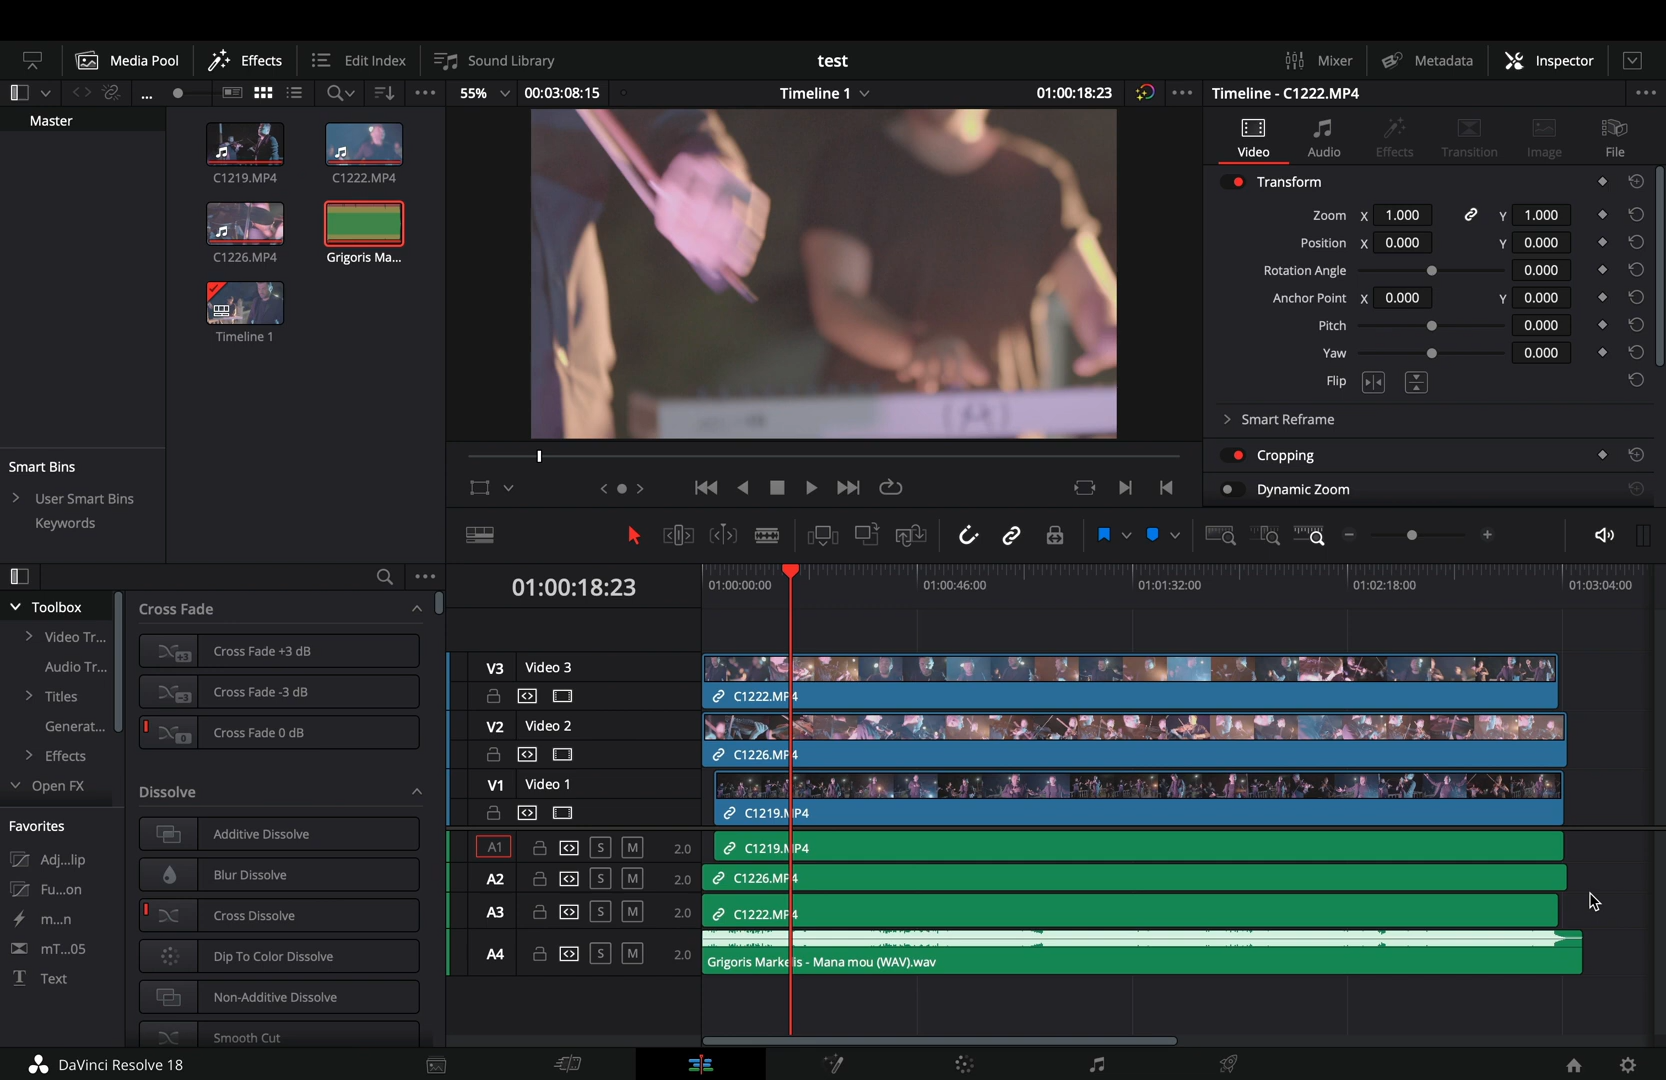 Media Pool Effects Edit Index Sound Library test Mixer Metadata Inspector
... 55% 00:03:08:15 Timeline 1 01:00:18:23 Timeline - C1222.MP4
Master
C1219.MP4 C1222.MP4
C1226.MP4 Grigoris Ma...
Timeline 1
Smart Bins
User Smart Bins
Keywords
Video Audio Effects Transition Image File
Transform
Zoom X 1.000 Y 1.000
Position X 0.000 Y 0.000
Rotation Angle 0.000
Anchor Point X 0.000 Y 0.000
Pitch 0.000
Yaw 0.000
Flip
Smart Reframe
Cropping
Dynamic Zoom
Toolbox
Video Tr...
Audio Tr...
Titles
Generat...
Effects
Open FX
Favorites
Adj...lip
Fu...on
m...n
mT...05
T Text
Cross Fade
+3 Cross Fade +3 dB
-3 Cross Fade -3 dB
0 Cross Fade 0 dB
Dissolve
Additive Dissolve
Blur Dissolve
Cross Dissolve
Dip To Color Dissolve
Non-Additive Dissolve
Smooth Cut
01:00:18:23 01:00:00:00 01:00:46:00 01:01:32:00 01:02:18:00 01:03:04:00
V3 Video 3
C1222.MP4
V2 Video 2
C1226.MP4
V1 Video 1
C1219.MP4
A1 S M 2.0 C1219.MP4
A2 S M 2.0 C1226.MP4
A3 S M 2.0 C1222.MP4
A4 S M 2.0
Grigoris Markelis - Mana mou (WAV).wav
DaVinci Resolve 18